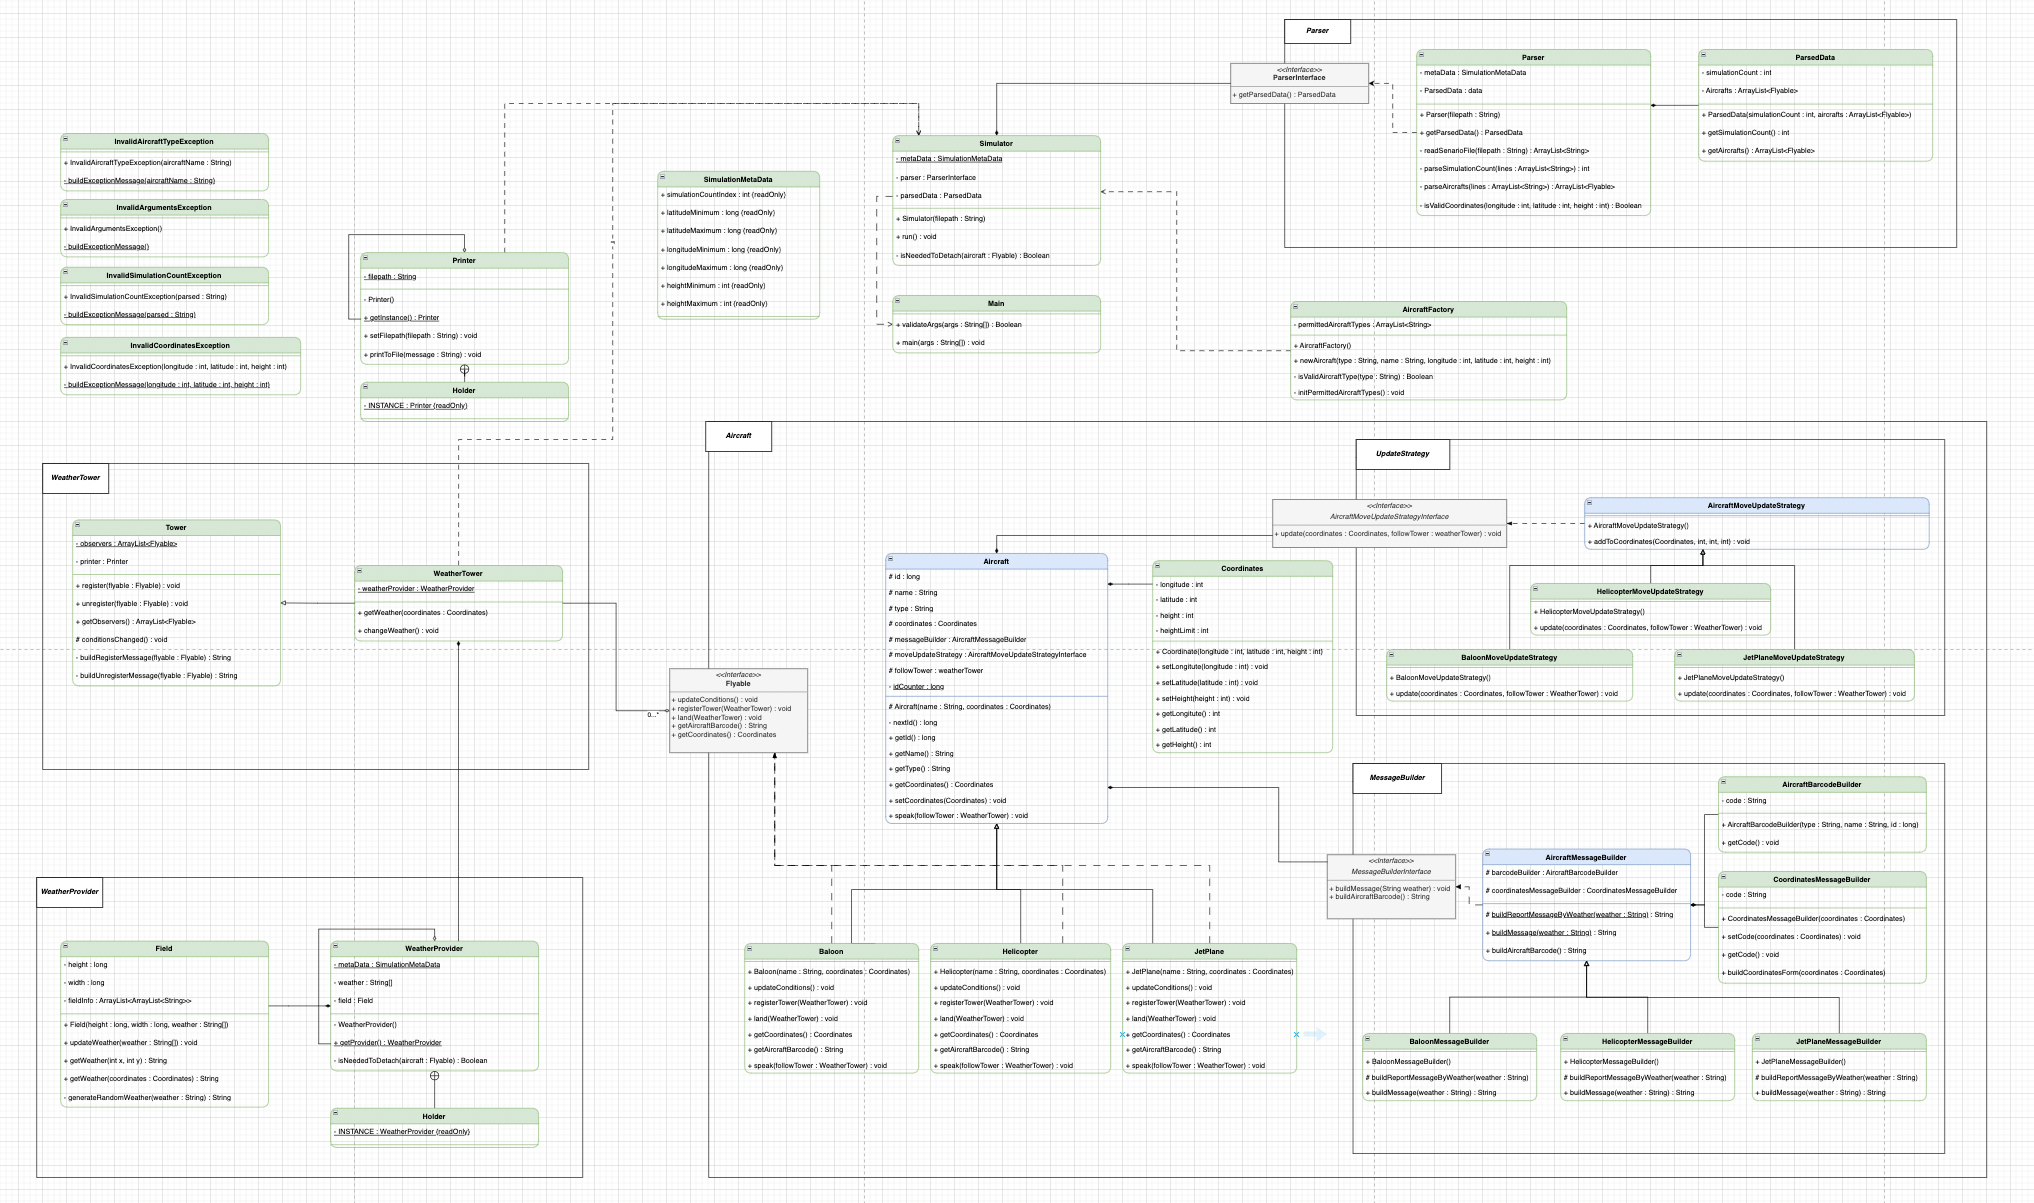 Parser
<<Interface>>
ParserInterface
+ getParsedData() : ParsedData
Parser
- metaData : SimulationMetaData
- ParsedData : data
+ Parser(filepath : String)
+ getParsedData() : ParsedData
- readSenarioFile(filepath : String) : ArrayList<String>
- parseSimulationCount(lines : ArrayList<String>) : int
- parseAircrafts(lines : ArrayList<String>) : ArrayList<Flyable>
- isValidCoordinates(longitude : int, latitude : int, height : int) : Boolean
ParsedData
- simulationCount : int
- Aircrafts : ArrayList<Flyable>
+ ParsedData(simulationCount : int, aircrafts : ArrayList<Flyable>)
+ getSimulationCount() : int
+ getAircrafts() : ArrayList<Flyable>
InvalidAircraftTypeException
+ InvalidAircraftTypeException(aircraftName : String)
- buildExceptionMessage(aircraftName : String)
InvalidArgumentsException
+ InvalidArgumentsException()
- buildExceptionMessage()
InvalidSimulationCountException
+ InvalidSimulationCountException(parsed : String)
- buildExceptionMessage(parsed : String)
InvalidCoordinatesException
+ InvalidCoordinatesException(longitude : int, latitude : int, height : int)
- buildExceptionMessage(longitude : int, latitude : int, height : int)
Printer
- filepath : String
- Printer()
+ getInstance() : Printer
+ setFilepath(filepath : String) : void
+ printToFile(message : String) : void
Holder
- INSTANCE : Printer (readOnly)
SimulationMetaData
+ simulationCountIndex : int (readOnly)
+ latitudeMinimum : long (readOnly)
+ latitudeMaximum : long (readOnly)
+ longitudeMinimum : long (readOnly)
+ longitudeMaximum : long (readOnly)
+ heightMinimum : int (readOnly)
+ heightMaximum : int (readOnly)
Simulator
- metaData : SimulationMetaData
- parser : ParserInterface
- parsedData : ParsedData
+ Simulator(filepath : String)
+ run() : void
- isNeededToDetach(aircraft : Flyable) : Boolean
Main
+ validateArgs(args : String[]) : Boolean
+ main(args : String[]) : void
AircraftFactory
- permittedAircraftTypes : ArrayList<String>
+ AircraftFactory()
+ newAircraft(type : String, name : String, longitude : int, latitude : int, height : int)
- isValidAircraftType(type : String) : Boolean
- initPermittedAircraftTypes() : void
WeatherTower
Tower
- observers : ArrayList<Flyable>
- printer : Printer
+ register(flyable : Flyable) : void
+ unregister(flyable : Flyable) : void
+ getObservers() : ArrayList<Flyable>
# conditionsChanged() : void
- buildRegisterMessage(flyable : Flyable) : String
- buildUnregisterMessage(flyable : Flyable) : String
WeatherTower
- weatherProvider : WeatherProvider
+ getWeather(coordinates : Coordinates)
+ changeWeather() : void
Aircraft
<<Interface>>
Flyable
+ updateConditions() : void
+ registerTower(WeatherTower) : void
+ land(WeatherTower) : void
+ getAircraftBarcode() : String
+ getCoordinates() : Coordinates
0...*
Aircraft
# id : long
# name : String
# type : String
# coordinates : Coordinates
# messageBuilder : AircraftMessageBuilder
# moveUpdateStrategy : AircraftMoveUpdateStrategyInterface
# followTower : weatherTower
- idCounter : long
# Aircraft(name : String, coordinates : Coordinates)
- nextId() : long
+ getId() : long
+ getName() : String
+ getType() : String
+ getCoordinates() : Coordinates
+ setCoordinates(Coordinates) : void
+ speak(followTower : WeatherTower) : void
Coordinates
- longitude : int
- latitude : int
- height : int
- heightLimit : int
+ Coordinate(longitude : int, latitude : int, height : int)
+ setLongitute(longitude : int) : void
+ setLatitude(latitude : int) : void
+ setHeight(height : int) : void
+ getLongitute() : int
+ getLatitude() : int
+ getHeight() : int
UpdateStrategy
<<Interface>>
AircraftMoveUpdateStrategyInterface
+ update(coordinates : Coordinates, followTower : weatherTower) : void
AircraftMoveUpdateStrategy
+ AircraftMoveUpdateStrategy()
+ addToCoordinates(Coordinates, int, int, int) : void
HelicopterMoveUpdateStrategy
+ HelicopterMoveUpdateStrategy()
+ update(coordinates : Coordinates, followTower : WeatherTower) : void
BaloonMoveUpdateStrategy
+ BaloonMoveUpdateStrategy()
+ update(coordinates : Coordinates, followTower : WeatherTower) : void
JetPlaneMoveUpdateStrategy
+ JetPlaneMoveUpdateStrategy()
+ update(coordinates : Coordinates, followTower : WeatherTower) : void
MessageBuilder
<<Interface>>
MessageBuilderInterface
+ buildMessage(String weather) : void
+ buildAircraftBarcode() : String
AircraftMessageBuilder
# barcodeBuilder : AircraftBarcodeBuilder
# coordinatesMessageBuilder : CoordinatesMessageBuilder
# buildReportMessageByWeather(weather : String) : String
+ buildMessage(weather : String) : String
+ buildAircraftBarcode() : String
AircraftBarcodeBuilder
- code : String
+ AircraftBarcodeBuilder(type : String, name : String, id : long)
+ getCode() : void
CoordinatesMessageBuilder
- code : String
+ CoordinatesMessageBuilder(coordinates : Coordinates)
+ setCode(coordinates : Coordinates) : void
+ getCode() : void
+ buildCoordinatesForm(coordinates : Coordinates)
BaloonMessageBuilder
+ BaloonMessageBuilder()
# buildReportMessageByWeather(weather : String)
+ buildMessage(weather : String) : String
HelicopterMessageBuilder
+ HelicopterMessageBuilder()
# buildReportMessageByWeather(weather : String)
+ buildMessage(weather : String) : String
JetPlaneMessageBuilder
+ JetPlaneMessageBuilder()
# buildReportMessageByWeather(weather : String)
+ buildMessage(weather : String) : String
Baloon
+ Baloon(name : String, coordinates : Coordinates)
+ updateConditions() : void
+ registerTower(WeatherTower) : void
+ land(WeatherTower) : void
+ getCoordinates() : Coordinates
+ getAircraftBarcode() : String
+ speak(followTower : WeatherTower) : void
Helicopter
+ Helicopter(name : String, coordinates : Coordinates)
+ updateConditions() : void
+ registerTower(WeatherTower) : void
+ land(WeatherTower) : void
+ getCoordinates() : Coordinates
+ getAircraftBarcode() : String
+ speak(followTower : WeatherTower) : void
JetPlane
+ JetPlane(name : String, coordinates : Coordinates)
+ updateConditions() : void
+ registerTower(WeatherTower) : void
+ land(WeatherTower) : void
+ getCoordinates() : Coordinates
+ getAircraftBarcode() : String
+ speak(followTower : WeatherTower) : void
WeatherProvider
Field
- height : long
- width : long
- fieldInfo : ArrayList<ArrayList<String>>
+ Field(height : long, width : long, weather : String[])
+ updateWeather(weather : String[]) : void
+ getWeather(int x, int y) : String
+ getWeather(coordinates : Coordinates) : String
- generateRandomWeather(weather : String) : String
WeatherProvider
- metaData : SimulationMetaData
- weather : String[]
- field : Field
- WeatherProvider()
+ getProvider() : WeatherProvider
- isNeededToDetach(aircraft : Flyable) : Boolean
Holder
- INSTANCE : WeatherProvider (readOnly)